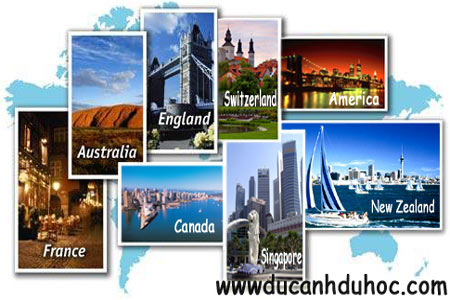 Switzerland
England
America
Australia
New Zealand
Canada
France
Singapore
www.ducanhduhoc.com